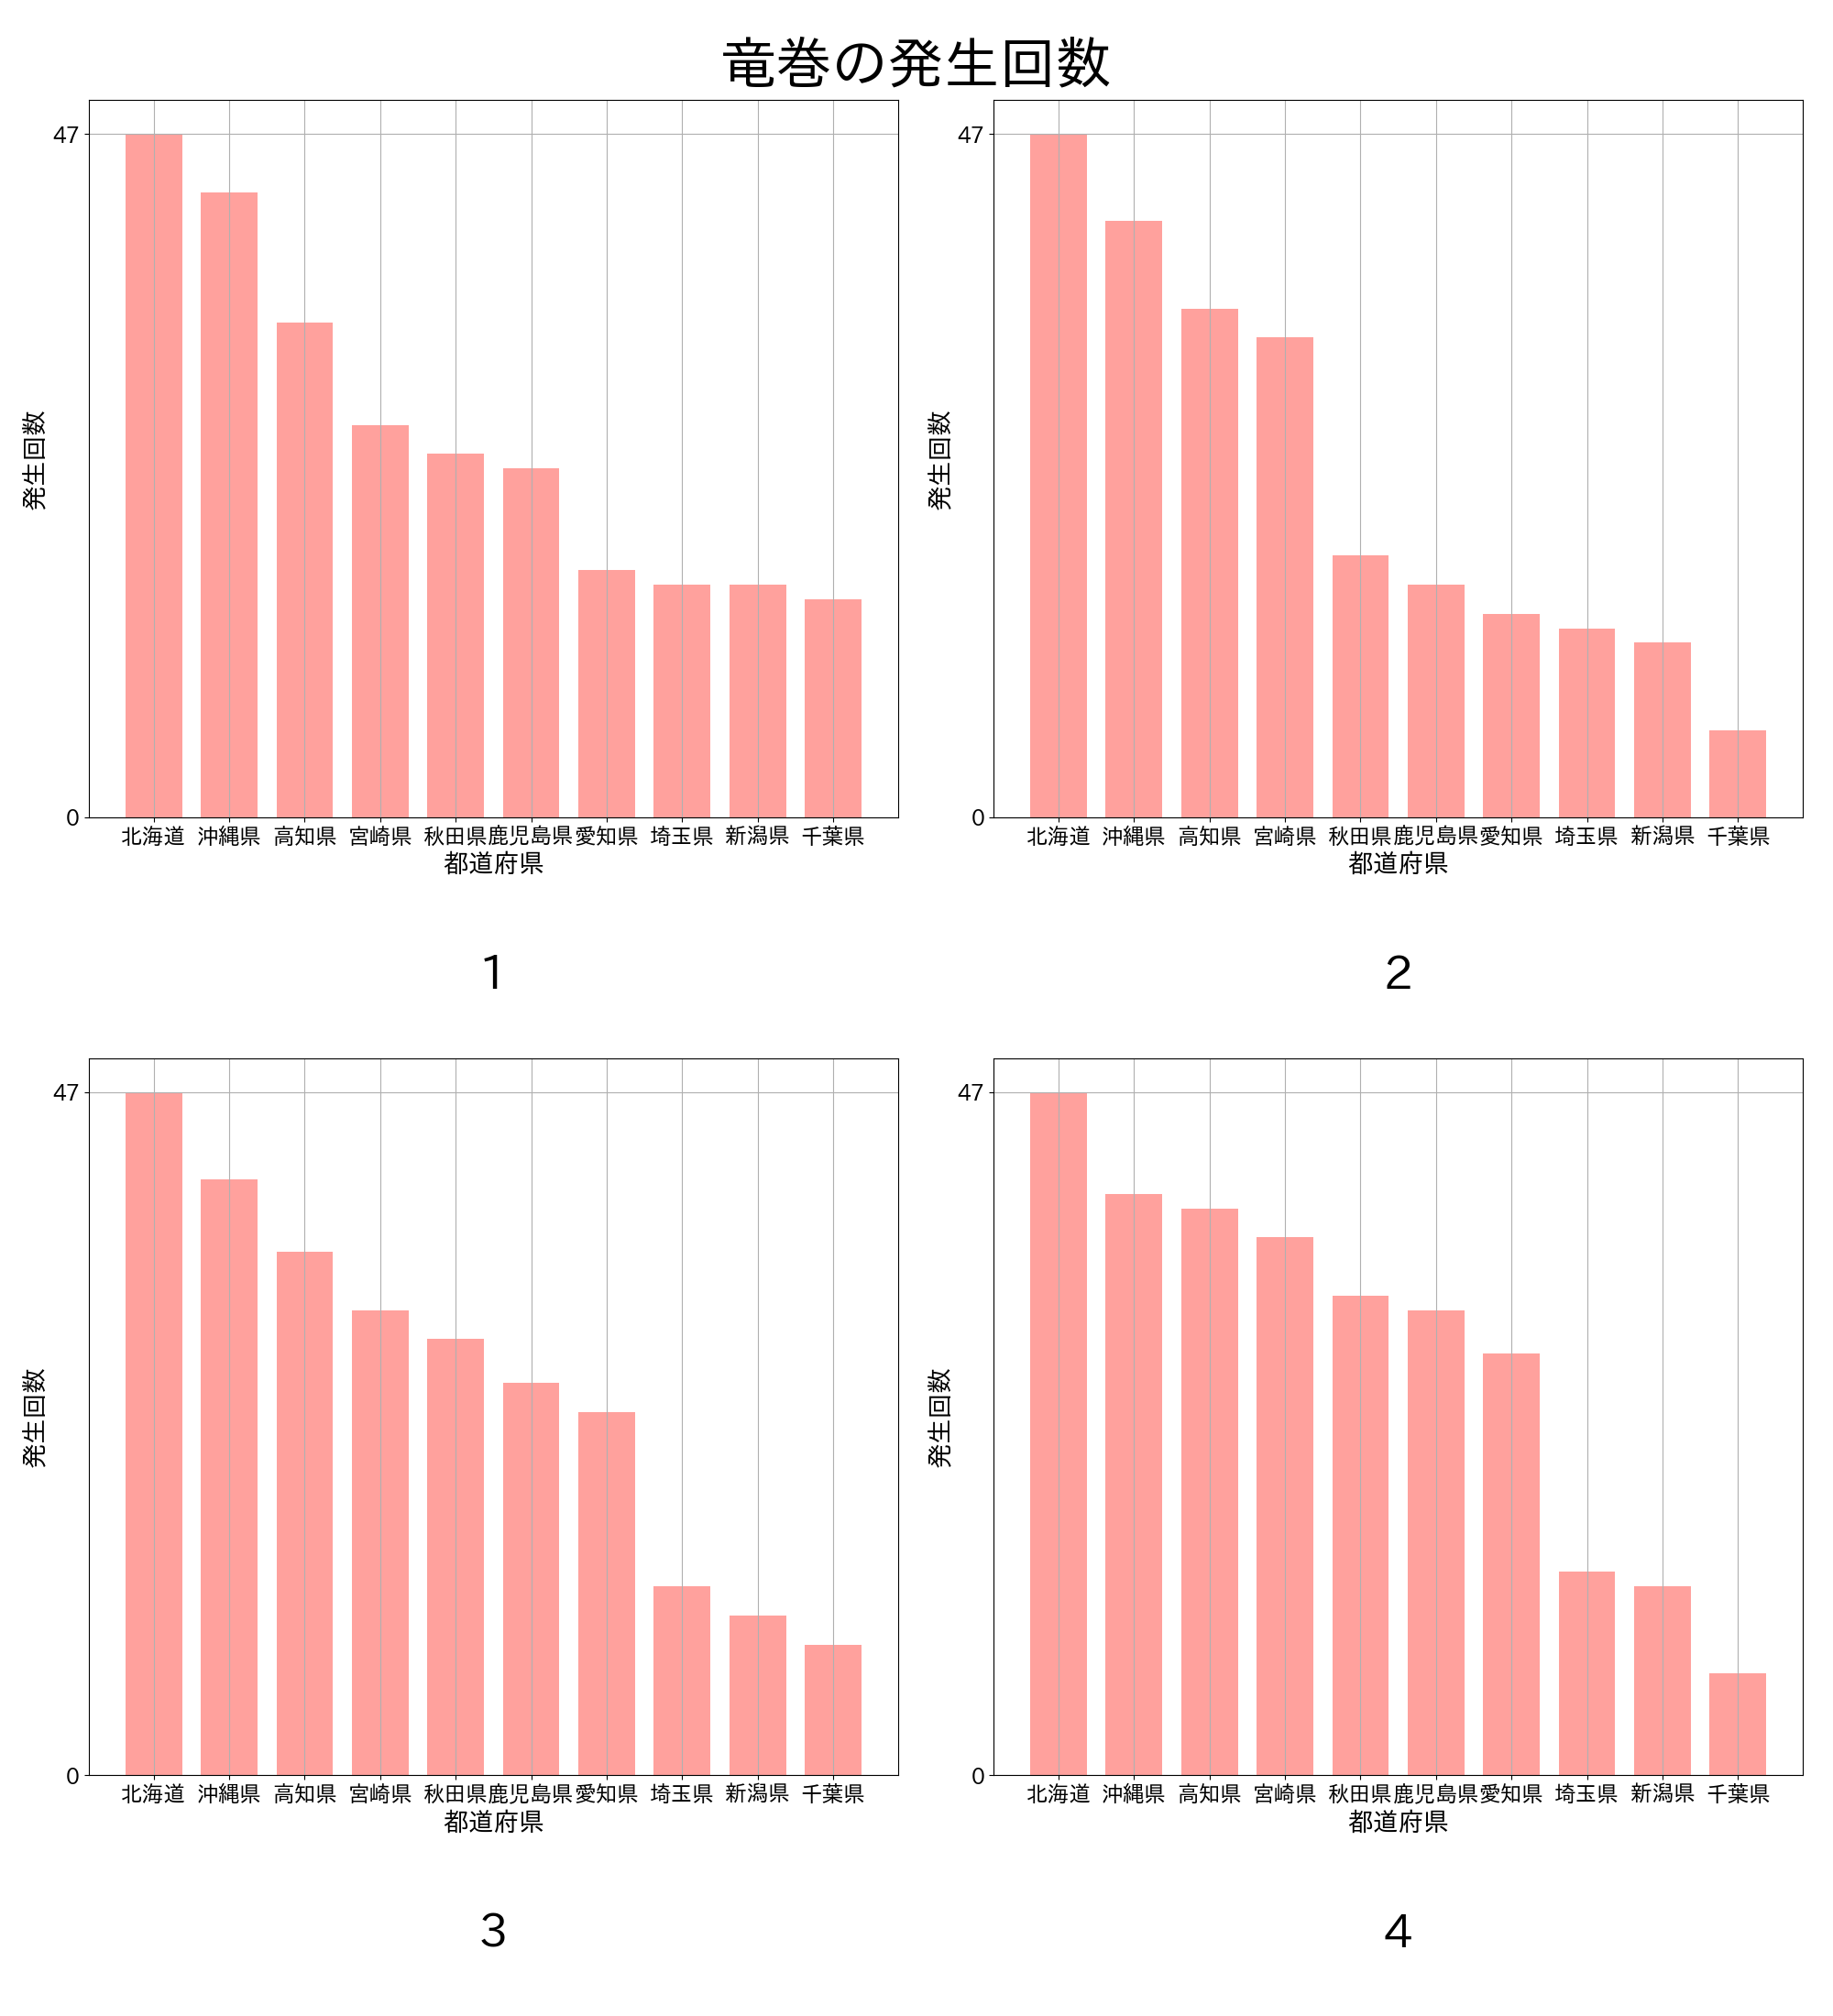 竜巻の発生回数
47
0
発生回数
北海道 沖縄県 高知県 宮崎県 秋田県 鹿児島県 愛知県 埼玉県 新潟県 千葉県
都道府県
1
47
0
発生回数
北海道 沖縄県 高知県 宮崎県 秋田県 鹿児島県 愛知県 埼玉県 新潟県 千葉県
都道府県
2
47
0
発生回数
北海道 沖縄県 高知県 宮崎県 秋田県 鹿児島県 愛知県 埼玉県 新潟県 千葉県
都道府県
3
47
0
発生回数
北海道 沖縄県 高知県 宮崎県 秋田県 鹿児島県 愛知県 埼玉県 新潟県 千葉県
都道府県
4